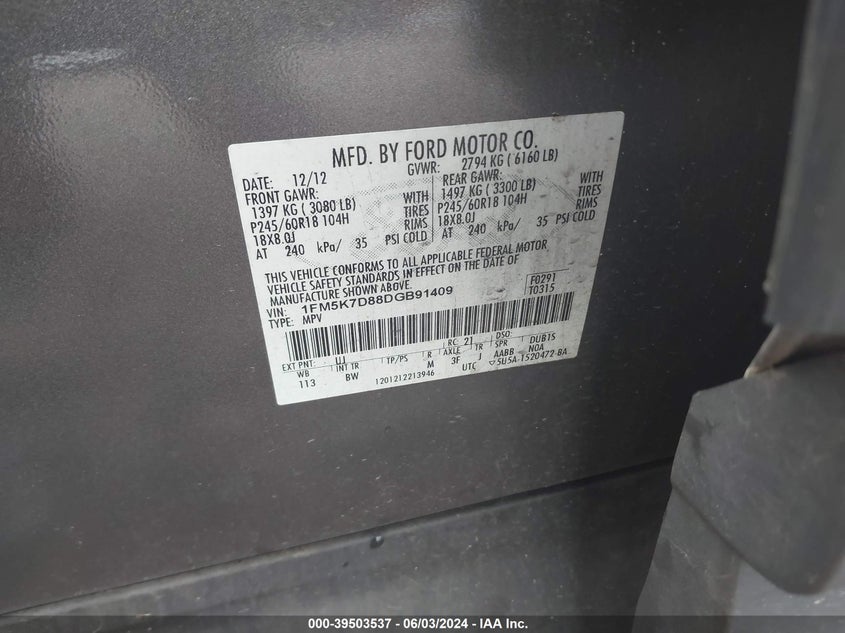 MFD. BY FORD MOTOR CO.
DATE: 12/12 GVWR: 2794 KG ( 6160 LB)
FRONT GAWR: REAR GAWR:
1397 KG ( 3080 LB) WITH 1497 KG ( 3300 LB) WITH
P245/60R18 104H TIRES P245/60R18 104H TIRES
18X8.0J RIMS 18X8.0J RIMS
AT 240 kPa/ 35 PSI COLD AT 240 kPa/ 35 PSI COLD
THIS VEHICLE CONFORMS TO ALL APPLICABLE FEDERAL MOTOR
VEHICLE SAFETY STANDARDS IN EFFECT ON THE DATE OF
MANUFACTURE SHOWN ABOVE.
VIN: 1FM5K7D88DGB91409 F0291
TYPE: MPV T0315
EXT PNT: UJ RC: 21 DSO:
WB INT TR TP/PS R AXLE TR SPR DUB1S
113 BW M 3F J AABB NOA
1201212213946 UTC ▽5U5A-1520472-BA
000-39503537 - 06/03/2024 - IAA Inc.